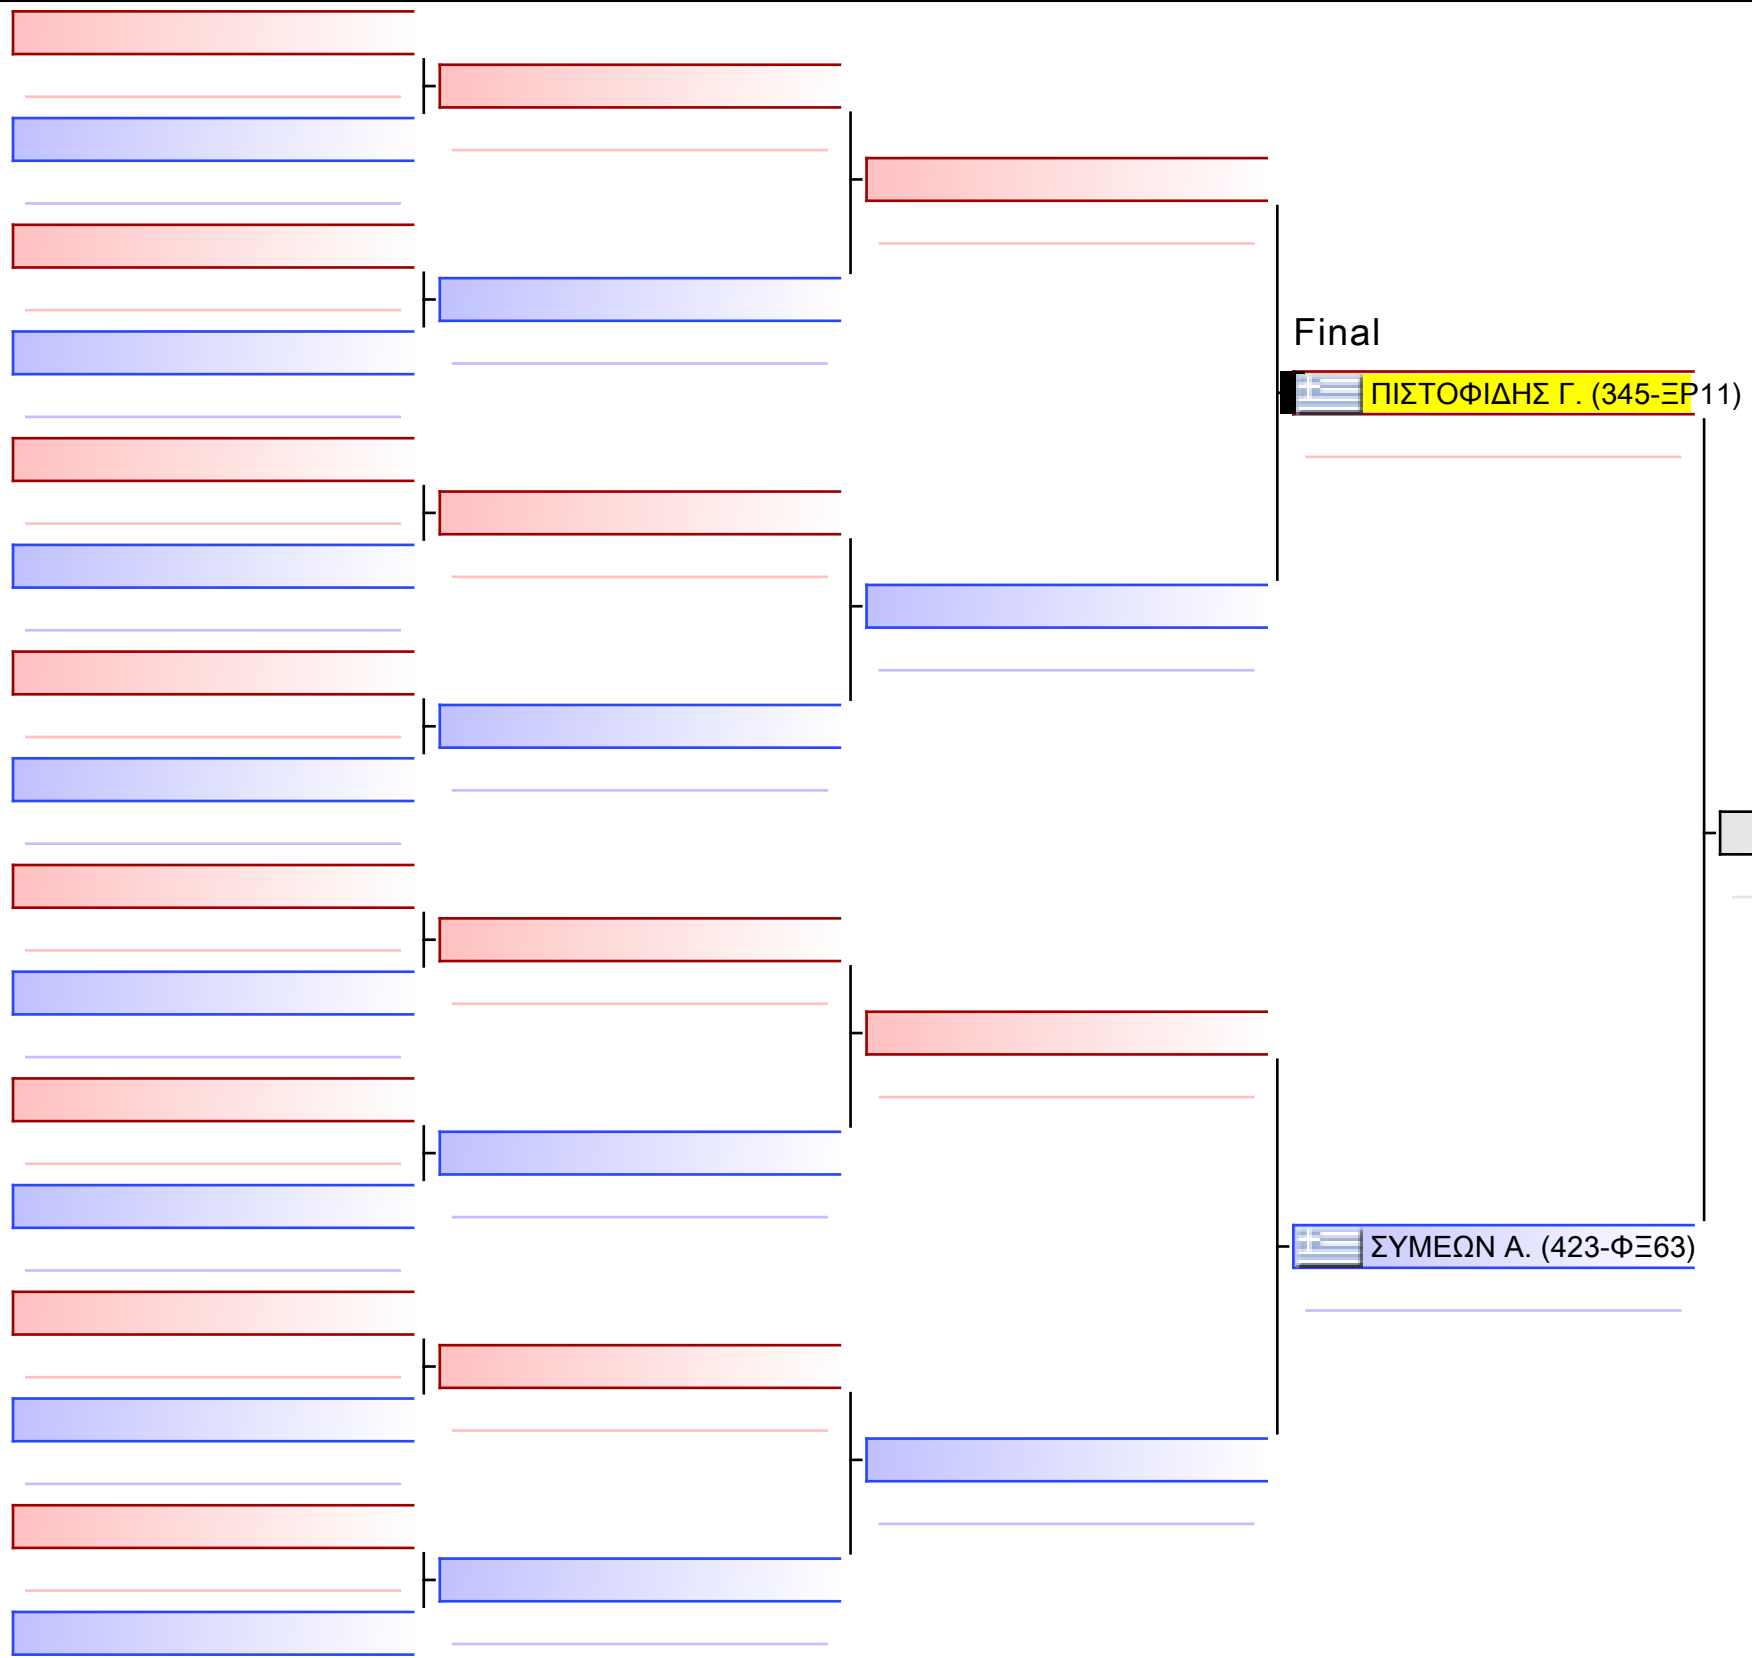 Final
ΠΙΣΤΟΦΙΔΗΣ Γ. (345-ΞΡ11)
ΣΥΜΕΩΝ Α. (423-ΦΞ63)